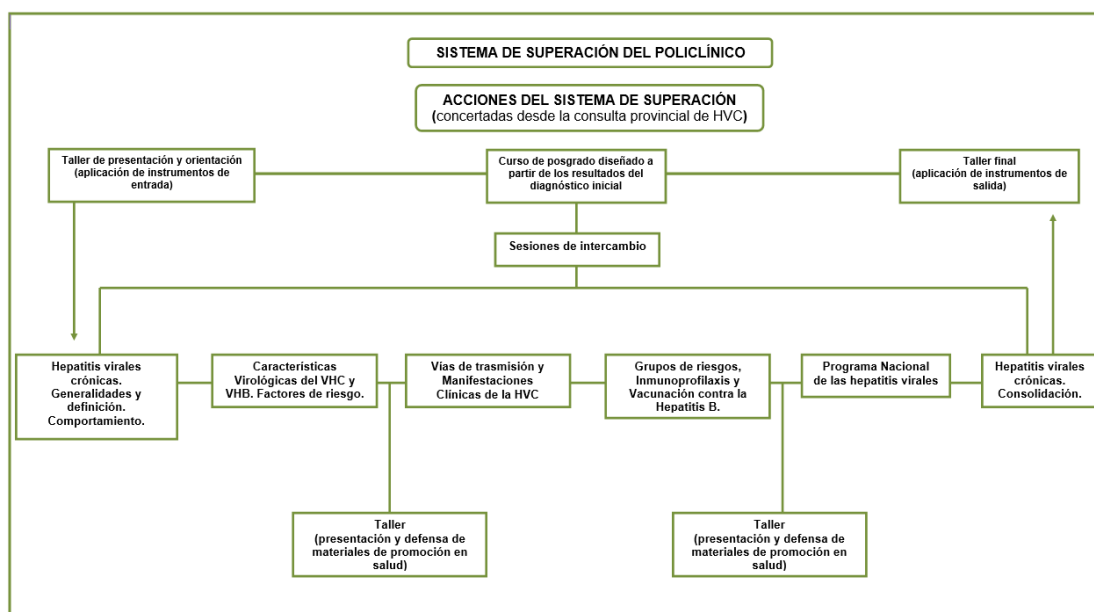 SISTEMA DE SUPERACIÓN DEL POLICLÍNICO
ACCIONES DEL SISTEMA DE SUPERACIÓN
(concertadas desde la consulta provincial de HVC)
Taller de presentación y orientación
(aplicación de instrumentos de
entrada)
Curso de posgrado diseñado a
partir de los resultados del
diagnóstico inicial
Taller final
(aplicación de instrumentos de
salida)
Sesiones de intercambio
Hepatitis virales
crónicas.
Generalidades y
definición.
Comportamiento.
Características
Virológicas del VHC y
VHB. Factores de riesgo.
Vías de trasmisión y
Manifestaciones
Clínicas de la HVC
Grupos de riesgos,
Inmunoprofilaxis y
Vacunación contra la
Hepatitis B.
Programa Nacional
de las hepatitis virales
Hepatitis virales
crónicas.
Consolidación.
Taller
(presentación y defensa de
materiales de promoción en
salud)
Taller
(presentación y defensa de
materiales de promoción en
salud)